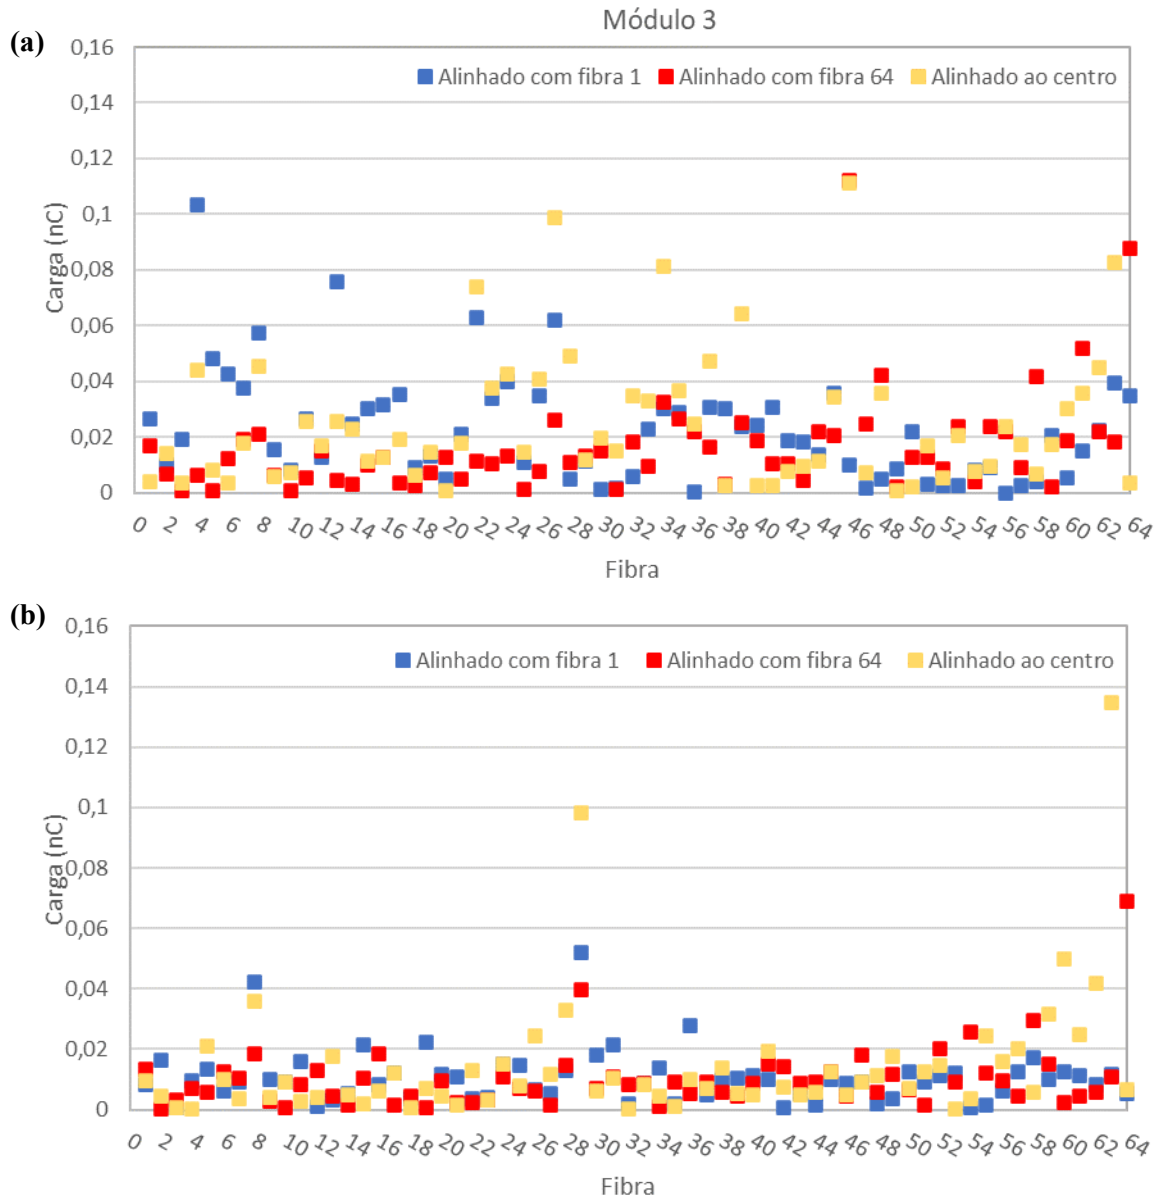 Módulo 3
(a)
0,16
Alinhado com fibra 1 Alinhado com fibra 64 Alinhado ao centro
0,14
0,12
0,1
Carga (nC)
0,08
0,06
0,04
0,02
0
0 2 4 6 8 10 12 14 16 18 20 22 24 26 28 30 32 34 36 38 40 42 44 46 48 50 52 54 56 58 60 62 64
Fibra
(b)
0,16
Alinhado com fibra 1 Alinhado com fibra 64 Alinhado ao centro
0,14
0,12
0,1
Carga (nC)
0,08
0,06
0,04
0,02
0
0 2 4 6 8 10 12 14 16 18 20 22 24 26 28 30 32 34 36 38 40 42 44 46 48 50 52 54 56 58 60 62 64
Fibra